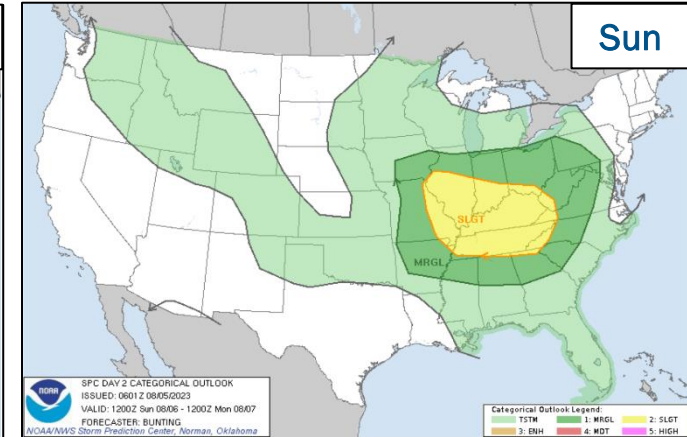 Sun
SLGT
MRGL
NOAA
SPC DAY 2 CATEGORICAL OUTLOOK
ISSUED: 0601Z 08/05/2023
VALID: 1200Z Sun 08/06 - 1200Z Mon 08/07
FORECASTER: BUNTING
NOAA/NWS Storm Prediction Center, Norman, Oklahoma
Categorical Outlook Legend:
TSTM 1: MRGL 2: SLGT
3: ENH 4: MDT 5: HIGH